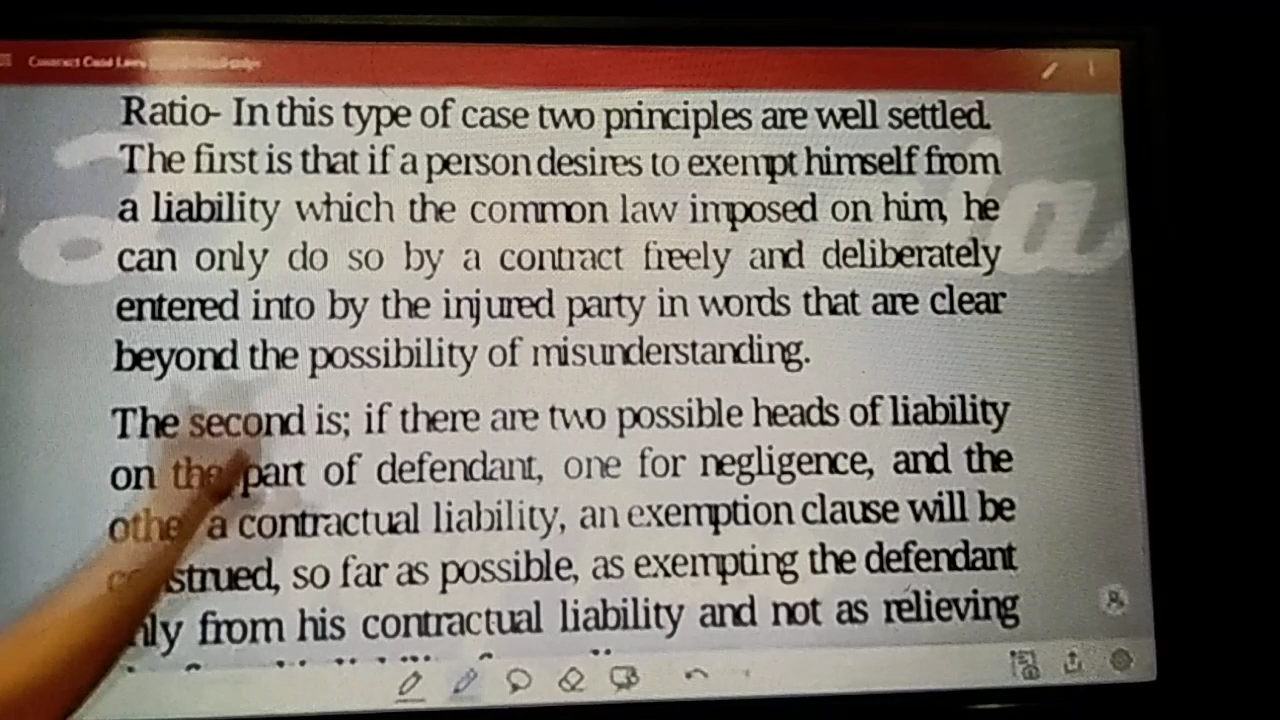 Ratio- In this type of case two principles are well settled.
The first is that if a person desires to exempt himself from
a liability which the common law imposed on him, he
can only do so by a contract freely and deliberately
entered into by the injured party in words that are clear
beyond the possibility of misunderstanding.
The second is; if there are two possible heads of liability
on the part of defendant, one for negligence, and the
othe a contractual liability, an exemption clause will be
strued, so far as possible, as exempting the defendant
nly from his contractual liability and not as relieving